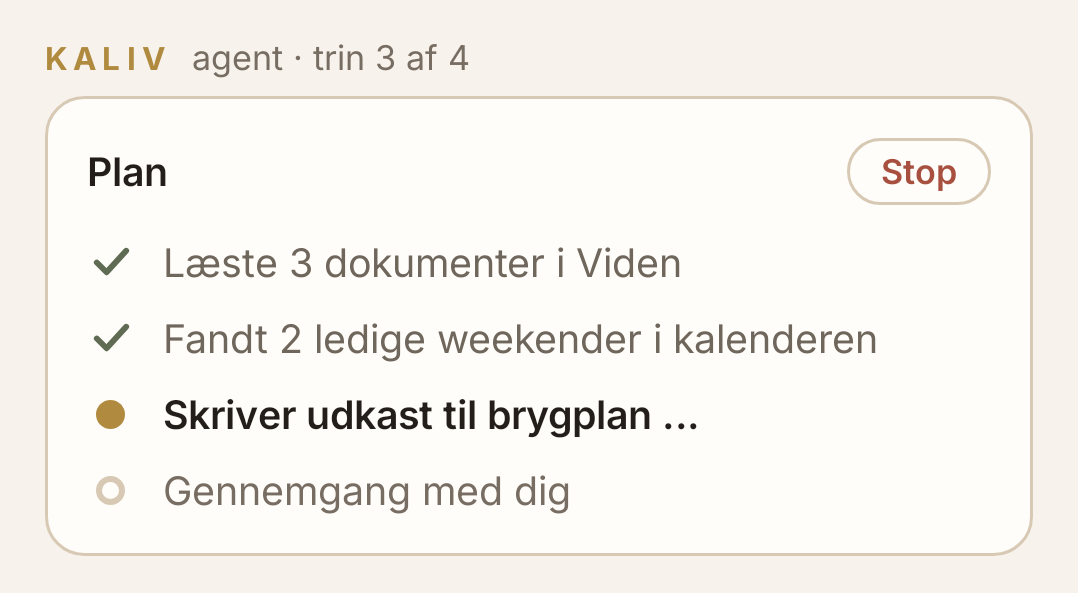 KALIV agent · trin 3 af 4
Plan
Stop
Læste 3 dokumenter i Viden
Fandt 2 ledige weekender i kalenderen
Skriver udkast til brygplan ...
Gennemgang med dig